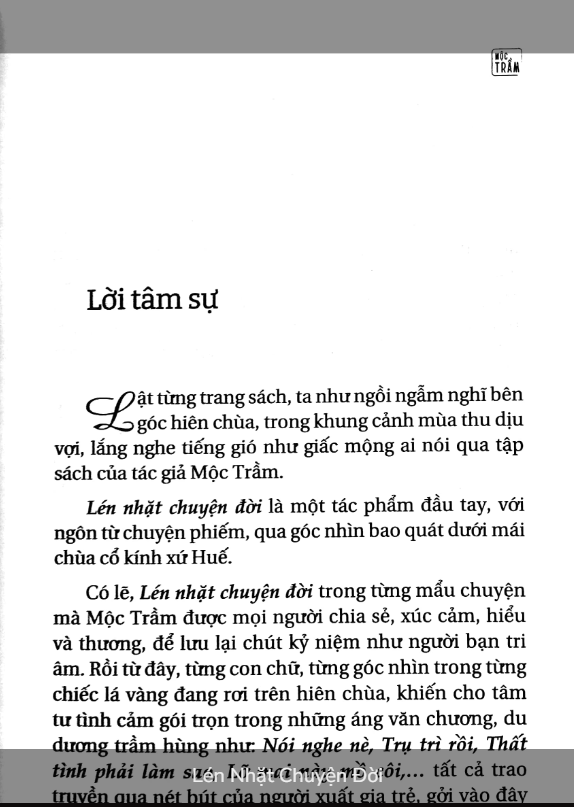 MỘC
TRẦM
Lời tâm sự
Lật từng trang sách, ta như ngồi ngẫm nghĩ bên
góc hiên chùa, trong khung cảnh mùa thu dịu
vợi, lắng nghe tiếng gió như giấc mộng ai nói qua tập
sách của tác giả Mộc Trầm.
Lén nhặt chuyện đời là một tác phẩm đầu tay, với
ngôn từ chuyện phiếm, qua góc nhìn bao quát dưới mái
chùa cổ kính xứ Huế.
Có lẽ, Lén nhặt chuyện đời trong từng mẩu chuyện
mà Mộc Trầm được mọi người chia sẻ, xúc cảm, hiểu
và thương, để lưu lại chút kỷ niệm như người bạn tri
âm. Rồi từ đây, từng con chữ, từng góc nhìn trong từng
chiếc lá vàng đang rơi trên hiên chùa, khiến cho tâm
tư tình cảm gói trọn trong những áng văn chương, du
dương trầm hùng như: Nói nghe nè, Trụ trì rồi, Thất
tình phải làm sao, nè, rồi,... tất cả trao
truyền qua nét bút của người xuất gia trẻ, gởi vào đây
Lén Nhặt Chuyện Đời